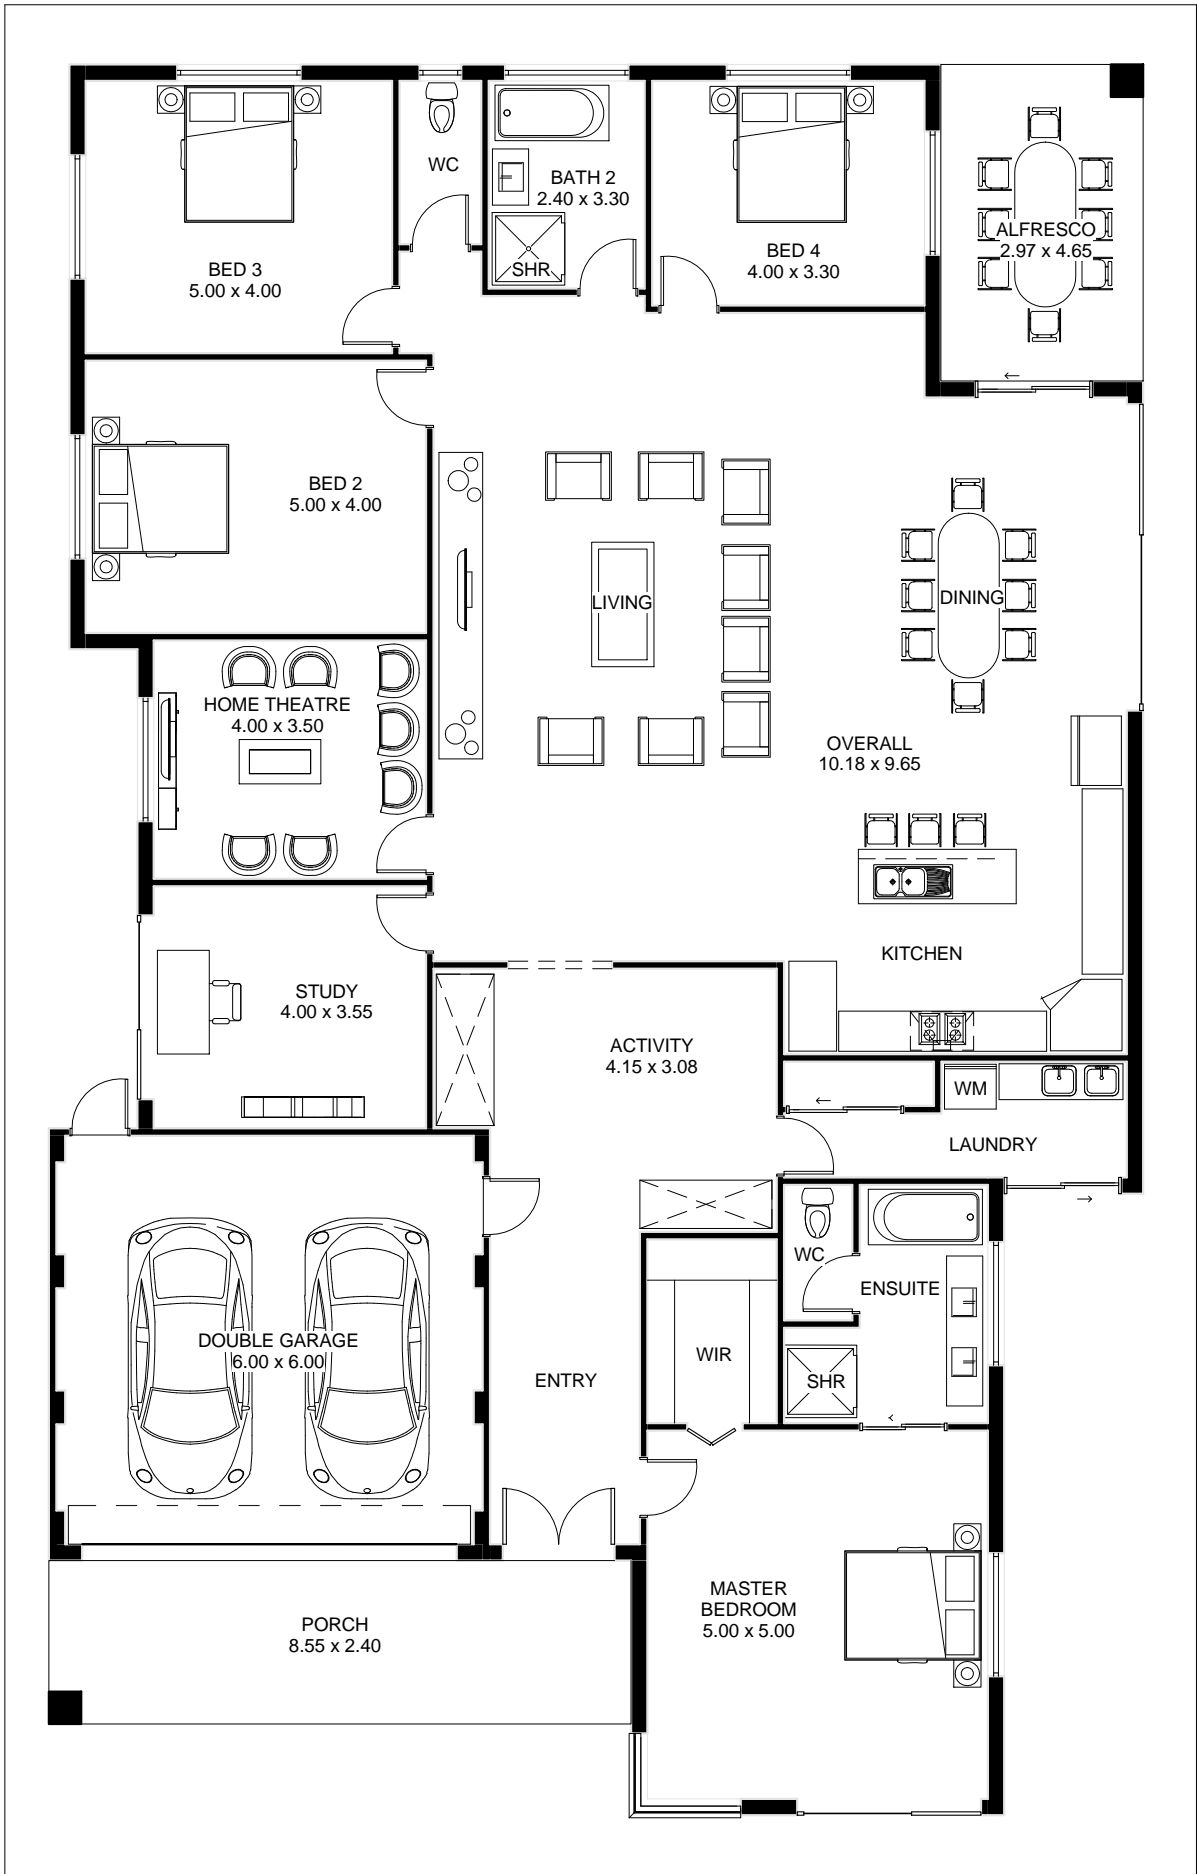 WC
BATH 2
2.40 x 3.30
SHR
BED 3
5.00 x 4.00
BED 4
4.00 x 3.30
ALFRESCO
2.97 x 4.65
BED 2
5.00 x 4.00
LIVING
DINING
HOME THEATRE
4.00 x 3.50
OVERALL
10.18 x 9.65
KITCHEN
STUDY
4.00 x 3.55
ACTIVITY
4.15 x 3.08
WM
LAUNDRY
WC
ENSUITE
DOUBLE GARAGE
6.00 x 6.00
ENTRY
WIR
SHR
MASTER
BEDROOM
5.00 x 5.00
PORCH
8.55 x 2.40